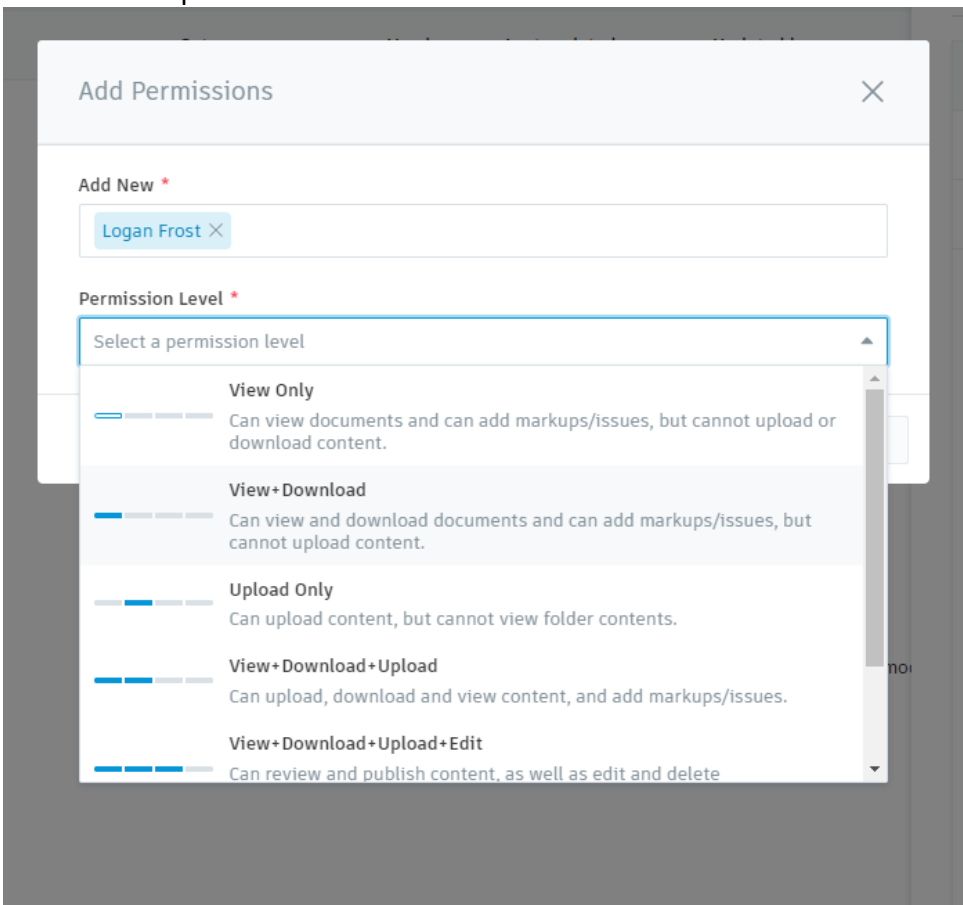 Add Permissions
Add New *
Logan Frost
Permission Level *
Select a permission level
View Only
Can view documents and can add markups/issues, but cannot upload or
download content.
View+Download
Can view and download documents and can add markups/issues, but
cannot upload content.
Upload Only
Can upload content, but cannot view folder contents.
View+Download+Upload
Can upload, download and view content, and add markups/issues.
View+Download+Upload+Edit
Can review and publish content, as well as edit and delete